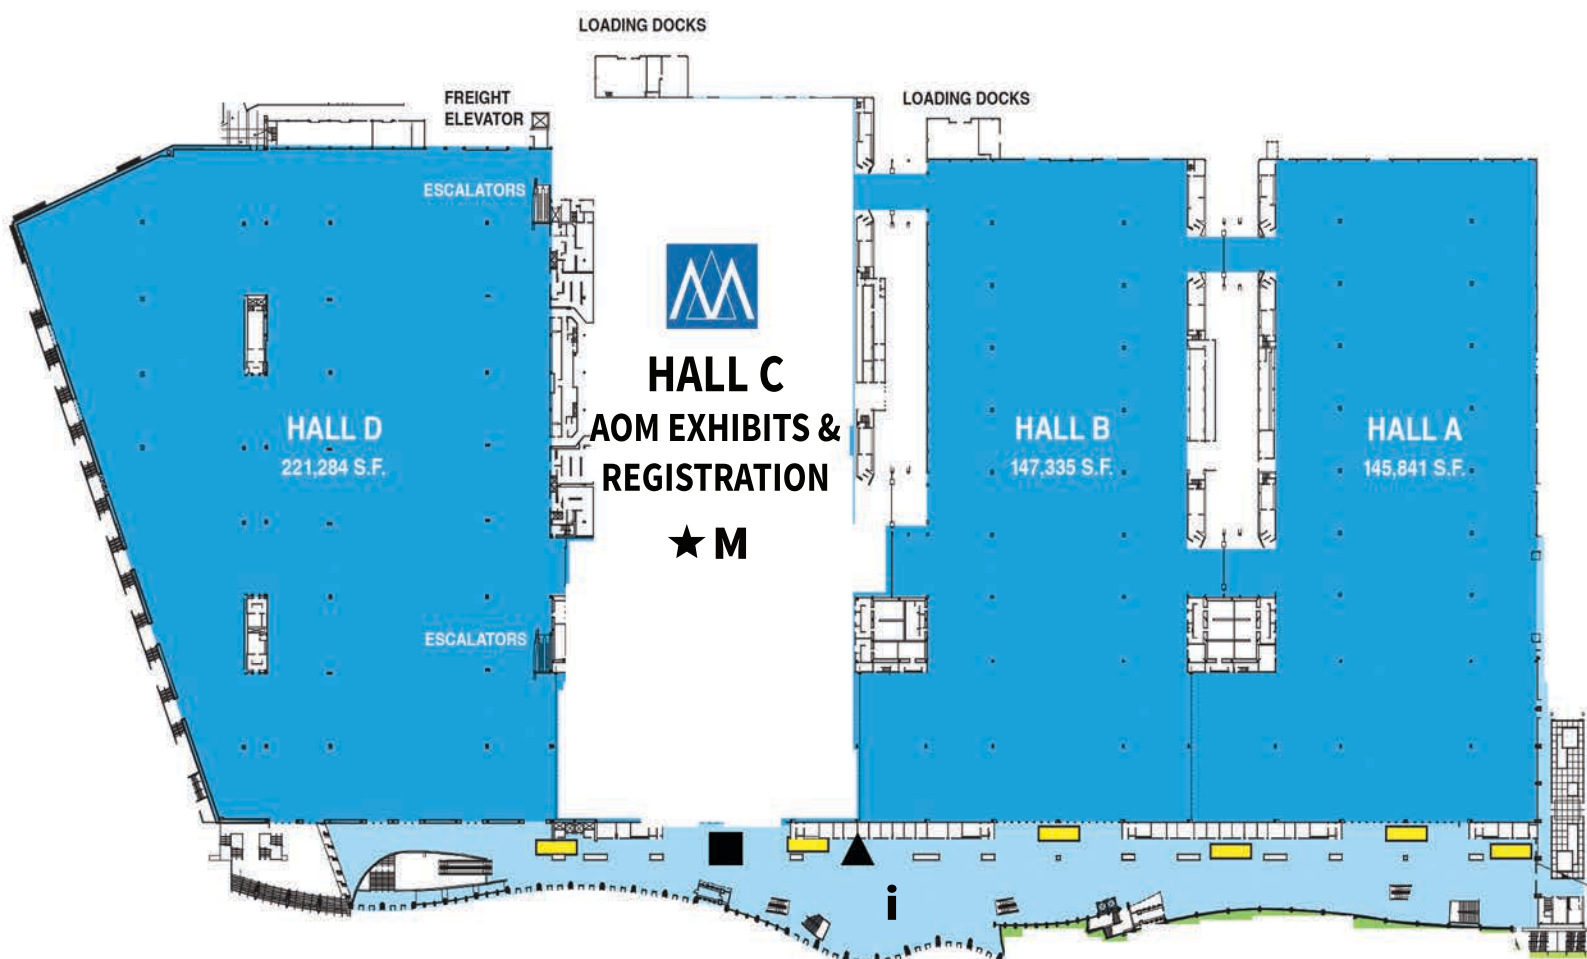 LOADING DOCKS
FREIGHT
ELEVATOR
LOADING DOCKS
ESCALATORS
HALL C
AOM EXHIBITS &
REGISTRATION
★ M
HALL D
221,284 S.F.
HALL B
147,335 S.F.
HALL A
145,841 S.F.
ESCALATORS
i